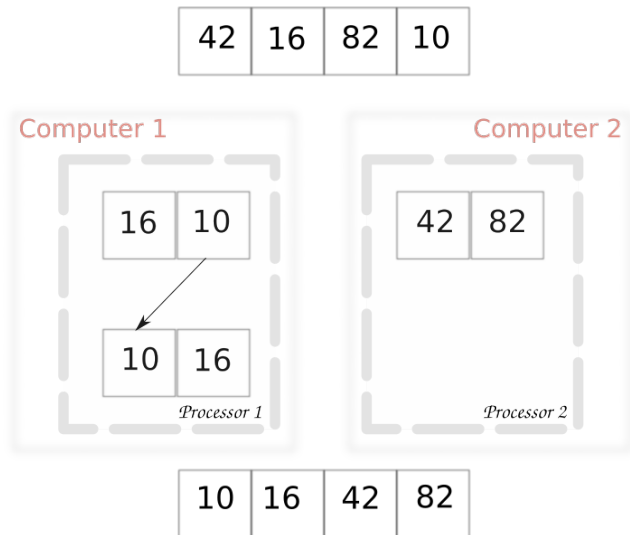 42 16 82 10
Computer 1
Computer 2
16 10
42 82
10 16
Processor 1
Processor 2
10 16 42 82